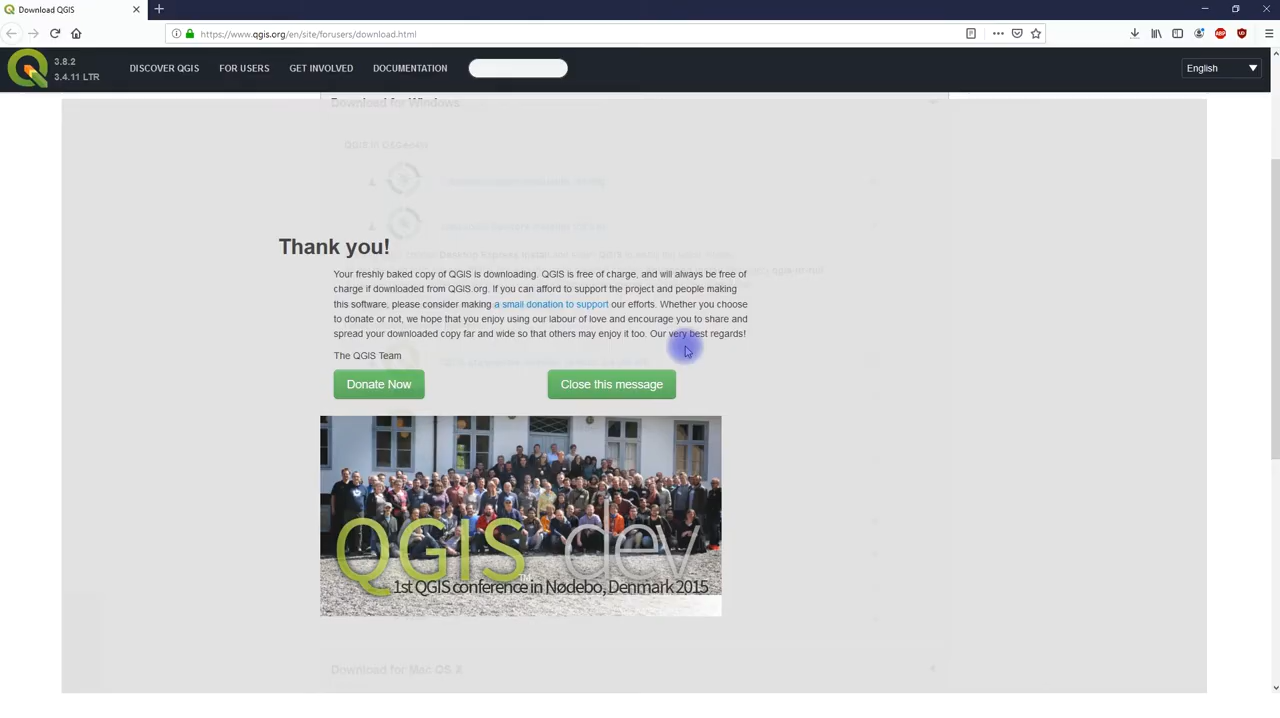 Download QGIS
https://www.qgis.org/en/site/forusers/download.html
3.8.2
3.4.11 LTR
DISCOVER QGIS
FOR USERS
GET INVOLVED
DOCUMENTATION
English
Download for Windows
Thank you!
Your freshly baked copy of QGIS is downloading. QGIS is free of charge, and will always be free of
charge if downloaded from QGIS.org. If you can afford to support the project and people making
this software, please consider making a small donation to support our efforts. Whether you choose
to donate or not, we hope that you enjoy using our labour of love and encourage you to share and
spread your downloaded copy far and wide so that others may enjoy it too. Our very best regards!
The QGIS Team
Donate Now
Close this message
QGIS dev
1st QGIS conference in Nødebo, Denmark 2015
Download for Mac OS X